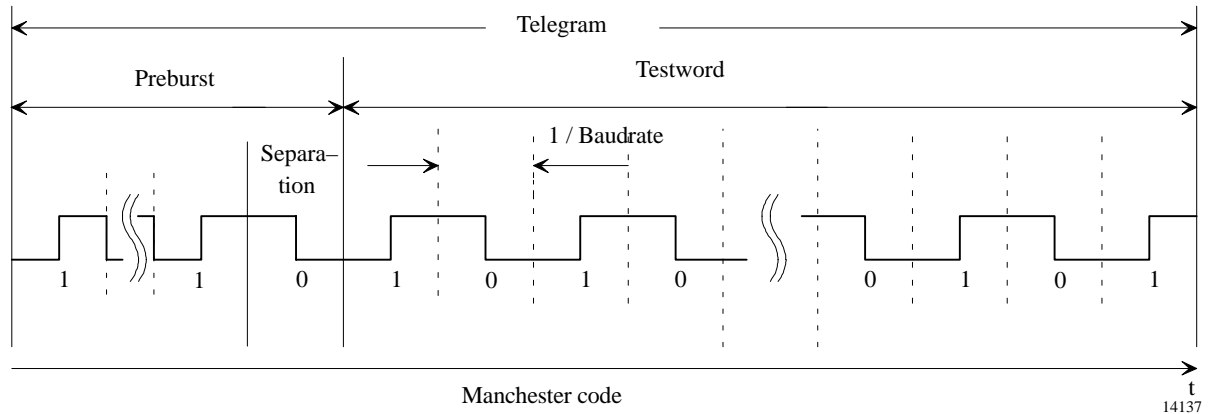 Telegram
Preburst
Testword
Separa–
tion
1 / Baudrate
1 1 0 1 0 1 0 0 1 0 1
t
Manchester code
14137